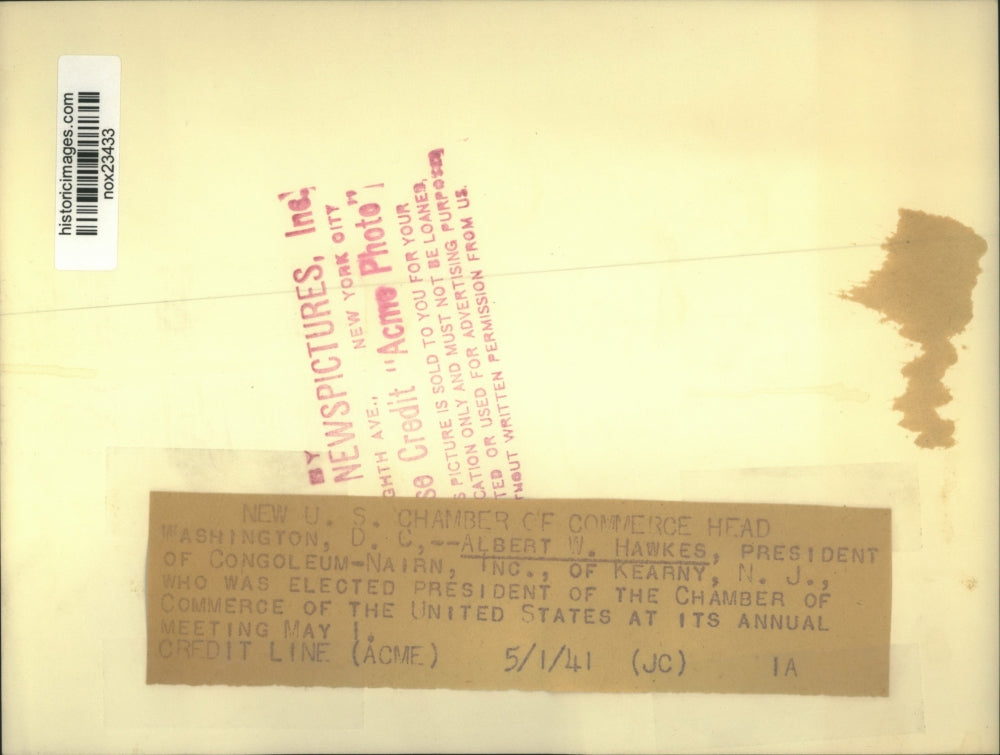 historicimages.com
nox23433
BY
NEWSPICTURES, Inc.
NEW YORK CITY
GHTH AVE.,
se Credit "Acme Photo"
S PICTURE IS SOLD TO YOU FOR YOUR
CATION ONLY AND MUST NOT BE LOANED,
TED OR USED FOR ADVERTISING PURPOSES
THOUT WRITTEN PERMISSION FROM US.
NEW U. S. CHAMBER OF COMMERCE HEAD
WASHINGTON, D. C,--ALBERT W. HAWKES, PRESIDENT
OF CONGOLEUM-NAIRN, INC., OF KEARNY, N. J.,
WHO WAS ELECTED PRESIDENT OF THE CHAMBER OF
COMMERCE OF THE UNITED STATES AT ITS ANNUAL
MEETING MAY 1.
CREDIT LINE (ACME) 5/1/41 (JC) 1A